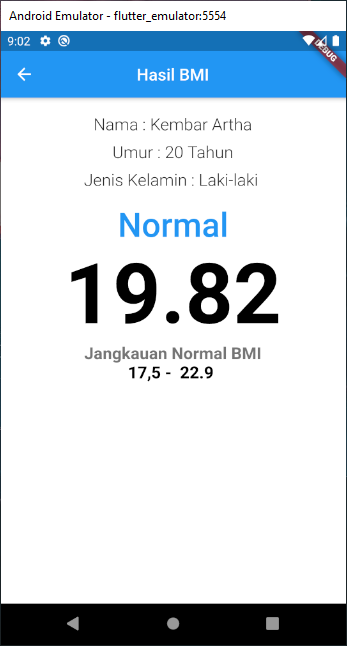 Android Emulator - flutter_emulator:5554
9:02
DEBUG
Hasil BMI
Nama : Kembar Artha
Umur : 20 Tahun
Jenis Kelamin : Laki-laki
Normal
19.82
Jangkauan Normal BMI
17,5 -  22.9